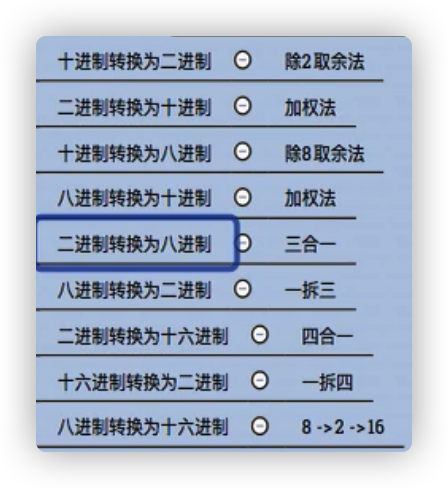 十进制转换为二进制 除2取余法
二进制转换为十进制 加权法
十进制转换为八进制 除8取余法
八进制转换为十进制 加权法
二进制转换为八进制 三合一
八进制转换为二进制 一拆三
二进制转换为十六进制 四合一
十六进制转换为二进制 一拆四
八进制转换为十六进制 8 ->2 ->16